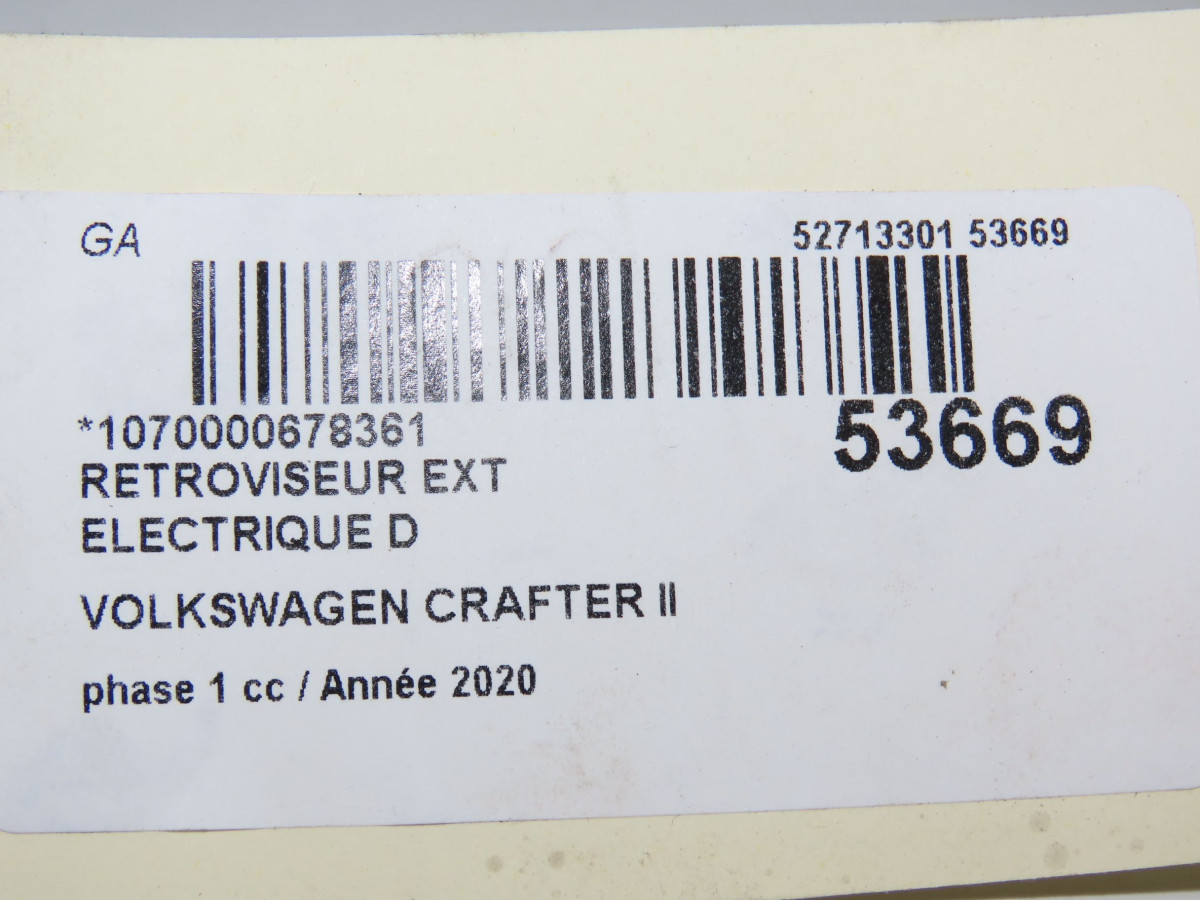 GA
52713301 53669
*1070000678361
53669
RETROVISEUR EXT
ELECTRIQUE D
VOLKSWAGEN CRAFTER II
phase 1 cc / Année 2020